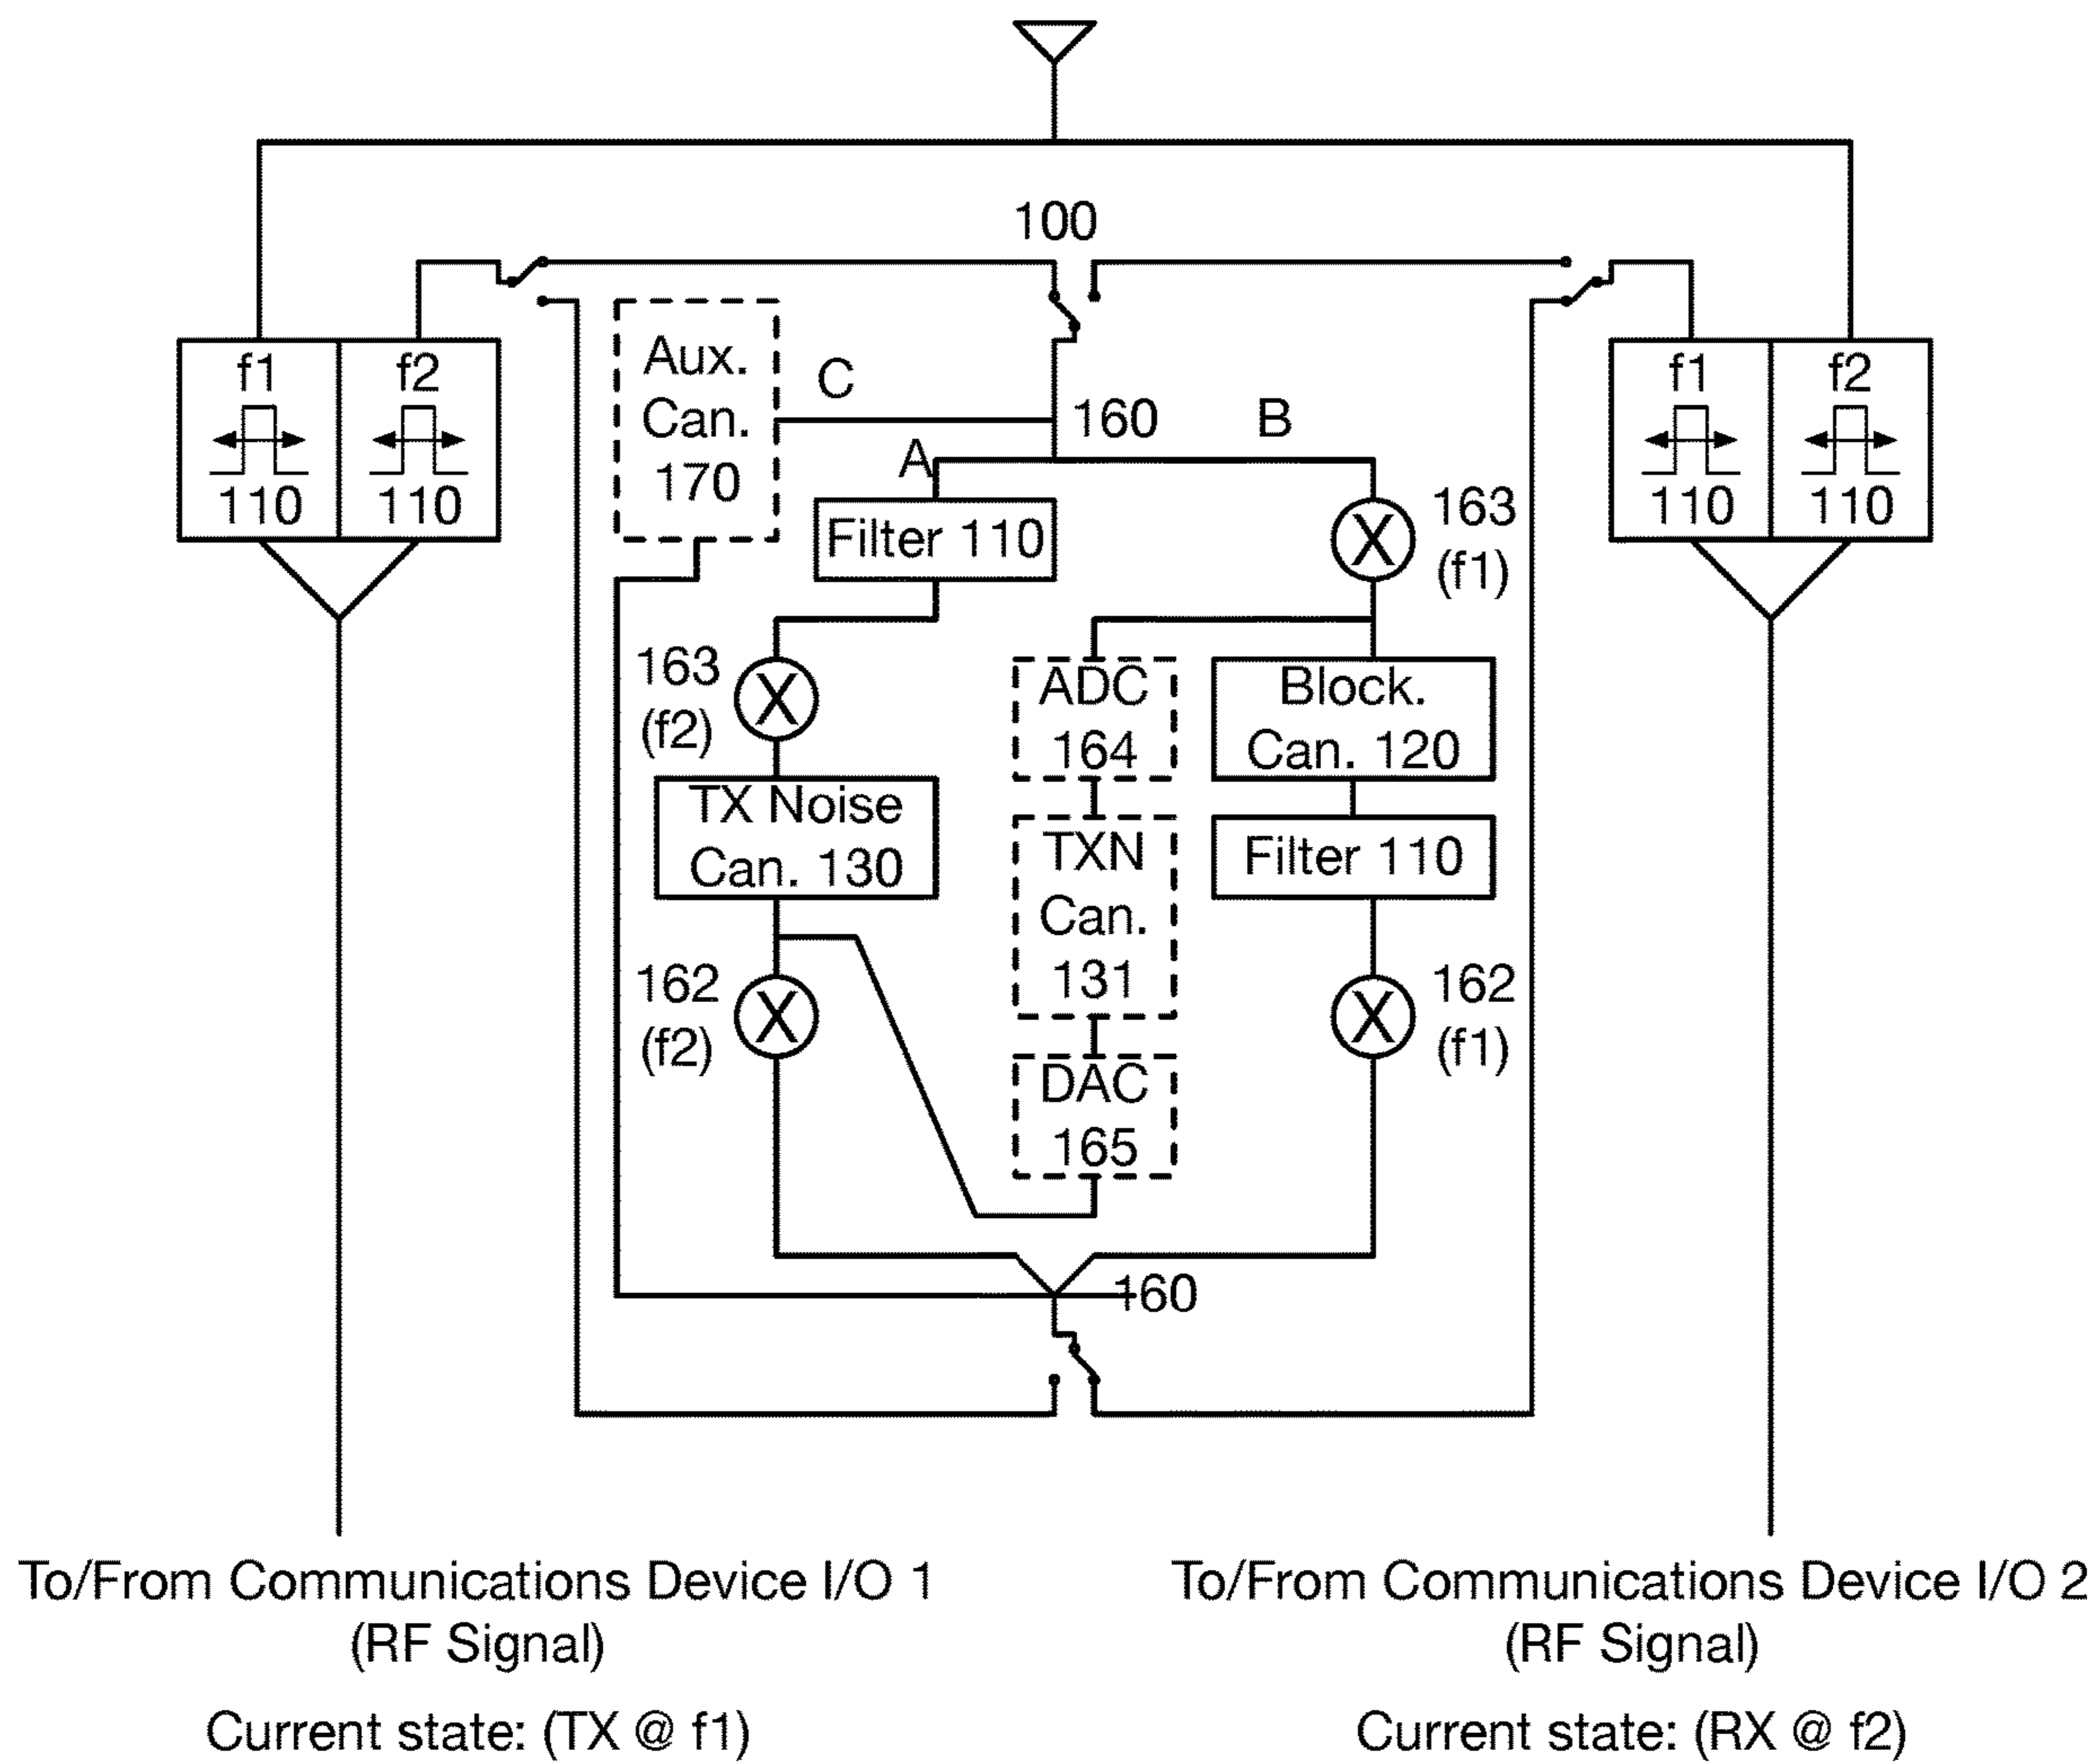 100
Aux.
Can.
170
C
160
B
A
f1
110
f2
110
f1
110
f2
110
Filter 110
163
(f1)
163
(f2)
ADC
164
Block.
Can. 120
TX Noise
Can. 130
TXN
Can.
131
Filter 110
162
(f2)
162
(f1)
DAC
165
160
To/From Communications Device I/O 1
(RF Signal)
Current state: (TX @ f1)
To/From Communications Device I/O 2
(RF Signal)
Current state: (RX @ f2)
X
X
X
X